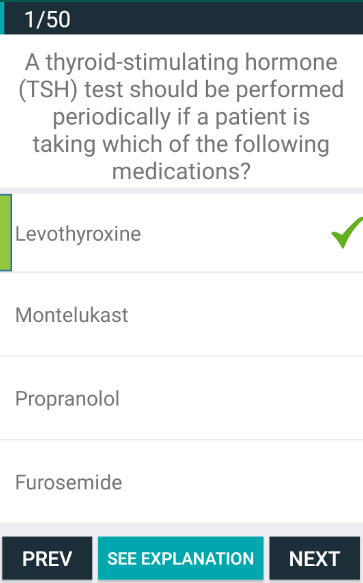 1/50
A thyroid-stimulating hormone
(TSH) test should be performed
periodically if a patient is
taking which of the following
medications?
Levothyroxine
Montelukast
Propranolol
Furosemide
PREV SEE EXPLANATION NEXT